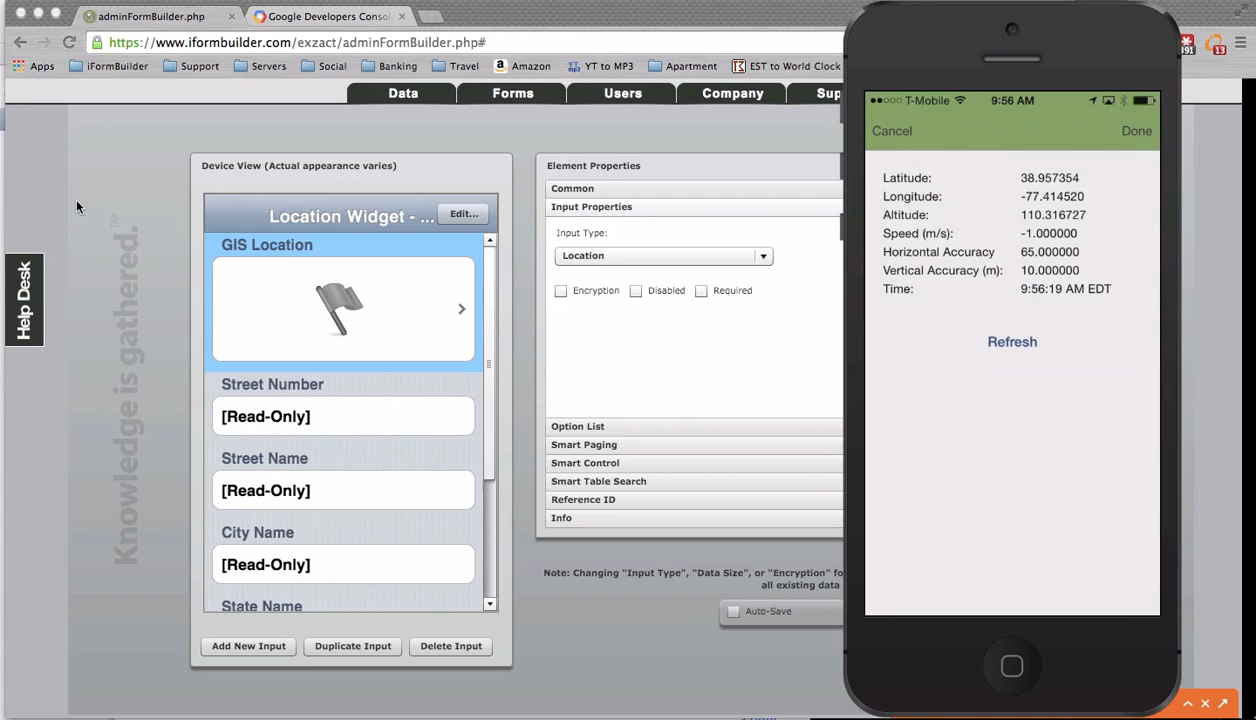 adminFormBuilder.php
Google Developers Consol
https://www.iformbuilder.com/exzact/adminFormBuilder.php#
Apps
iFormBuilder
Support
Servers
Social
Banking
Travel
Amazon
YT to MP3
Apartment
EST to World Clock
491
13
Data
Forms
Users
Company
Sup
Help Desk
Knowledge is gathered.™
Device View (Actual appearance varies)
Location Widget - ...
Edit...
GIS Location
Street Number
[Read-Only]
Street Name
[Read-Only]
City Name
[Read-Only]
State Name
Add New Input
Duplicate Input
Delete Input
Element Properties
Common
Input Properties
Input Type:
Location
Encryption
Disabled
Required
Option List
Smart Paging
Smart Control
Smart Table Search
Reference ID
Info
Note: Changing "Input Type", "Data Size", or "Encryption" fo
all existing data
Auto-Save
T-Mobile
9:56 AM
Cancel
Done
Latitude: 38.957354
Longitude: -77.414520
Altitude: 110.316727
Speed (m/s): -1.000000
Horizontal Accuracy 65.000000
Vertical Accuracy (m): 10.000000
Time: 9:56:19 AM EDT
Refresh